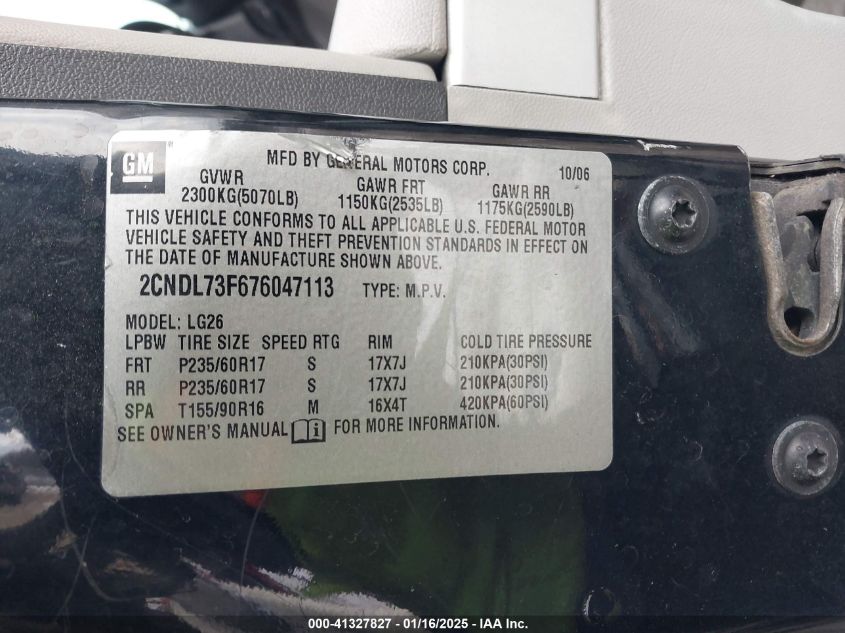 GM
MFD BY GENERAL MOTORS CORP. 10/06
GVWR GAWR FRT GAWR RR
2300KG(5070LB) 1150KG(2535LB) 1175KG(2590LB)
THIS VEHICLE CONFORMS TO ALL APPLICABLE U.S. FEDERAL MOTOR
VEHICLE SAFETY AND THEFT PREVENTION STANDARDS IN EFFECT ON
THE DATE OF MANUFACTURE SHOWN ABOVE.
2CNDL73F676047113 TYPE: M.P.V.
MODEL: LG26
LPBW TIRE SIZE SPEED RTG RIM COLD TIRE PRESSURE
FRT P235/60R17 S 17X7J 210KPA(30PSI)
RR P235/60R17 S 17X7J 210KPA(30PSI)
SPA T155/90R16 M 16X4T 420KPA(60PSI)
SEE OWNER'S MANUAL i FOR MORE INFORMATION.
000-41327827 - 01/16/2025 - IAA Inc.